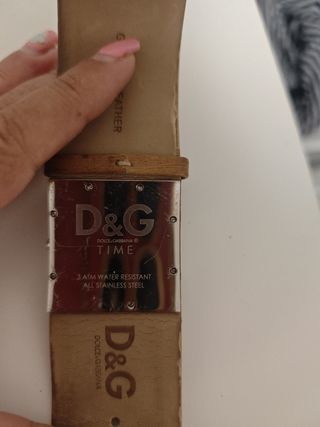 D&G
DOLCE&GABBANA ®
TIME
3 ATM WATER RESISTANT
ALL STAINLESS STEEL
D&G
DOLCE&GABBANA